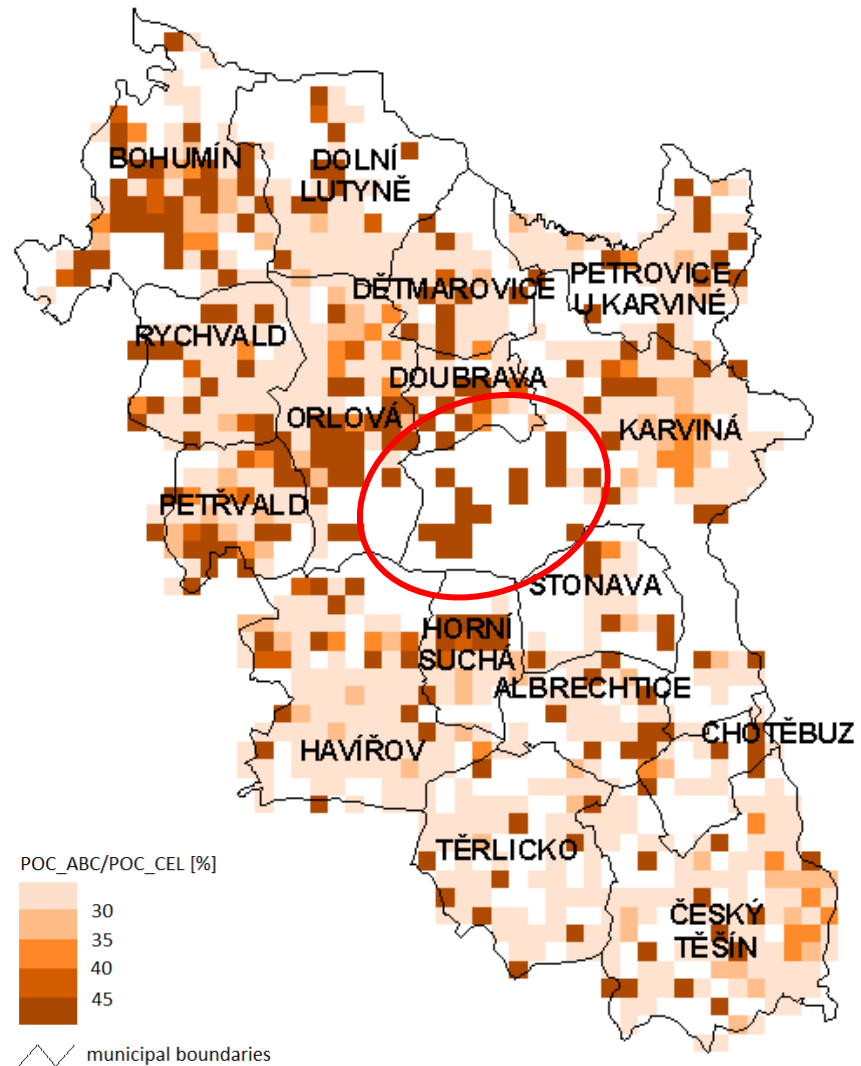 BOHUMÍN
DOLNÍ
LUTYNĚ
DĚTMAROVICE
PETROVICE
U KARVINÉ
RYCHVALD
DOUBRAVA
ORLOVÁ
KARVINÁ
PETŘVALD
STONAVA
HORNÍ
SUCHÁ
ALBRECHTICE
CHOTĚBUZ
HAVÍŘOV
TĚRLICKO
ČESKÝ
TĚŠÍN
POC_ABC/POC_CEL [%]
30
35
40
45
municipal boundaries